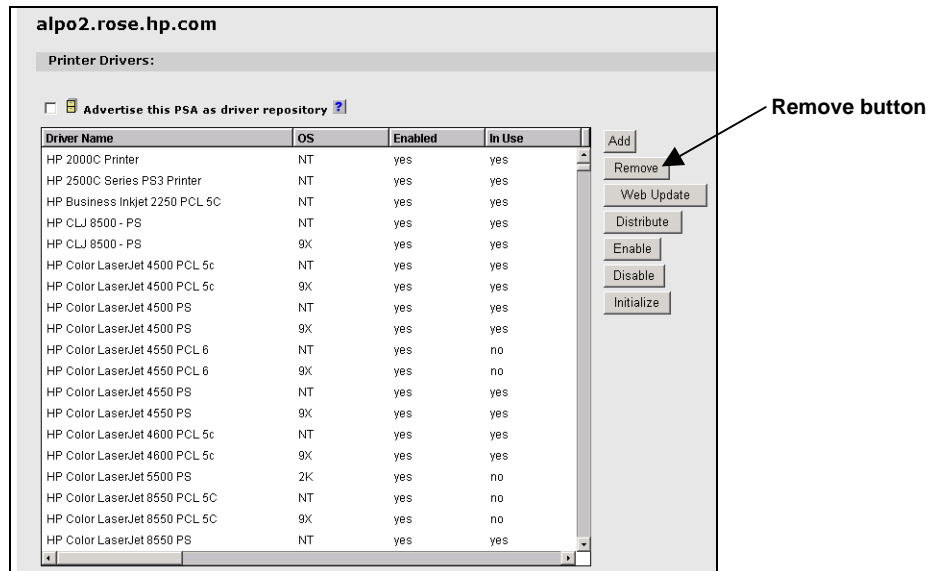 alpo2.rose.hp.com
Printer Drivers:
Advertise this PSA as driver repository ?
Remove button
Driver Name OS Enabled In Use
HP 2000C Printer NT yes yes
HP 2500C Series PS3 Printer NT yes yes
HP Business Inkjet 2250 PCL 5C NT yes yes
HP CLJ 8500 - PS NT yes yes
HP CLJ 8500 - PS 9X yes yes
HP Color LaserJet 4500 PCL 5c NT yes yes
HP Color LaserJet 4500 PCL 5c 9X yes yes
HP Color LaserJet 4500 PS NT yes yes
HP Color LaserJet 4500 PS 9X yes yes
HP Color LaserJet 4550 PCL 6 NT yes no
HP Color LaserJet 4550 PCL 6 9X yes no
HP Color LaserJet 4550 PS NT yes yes
HP Color LaserJet 4550 PS 9X yes yes
HP Color LaserJet 4600 PCL 5c NT yes yes
HP Color LaserJet 4600 PCL 5c 9X yes yes
HP Color LaserJet 5500 PS 2K yes no
HP Color LaserJet 8550 PCL 5C NT yes no
HP Color LaserJet 8550 PCL 5C 9X yes no
HP Color LaserJet 8550 PS NT yes yes
Add
Remove
Web Update
Distribute
Enable
Disable
Initialize